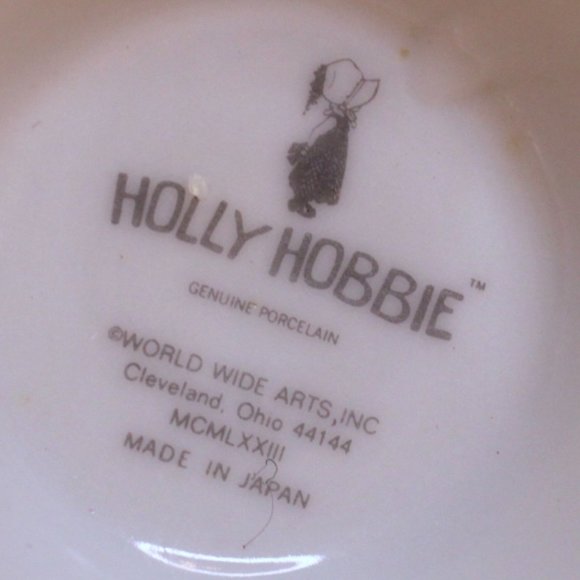 HOLLY HOBBIE™
GENUINE PORCELAIN
©WORLD WIDE ARTS, INC
Cleveland, Ohio 44144
MCMLXXIII
MADE IN JAPAN